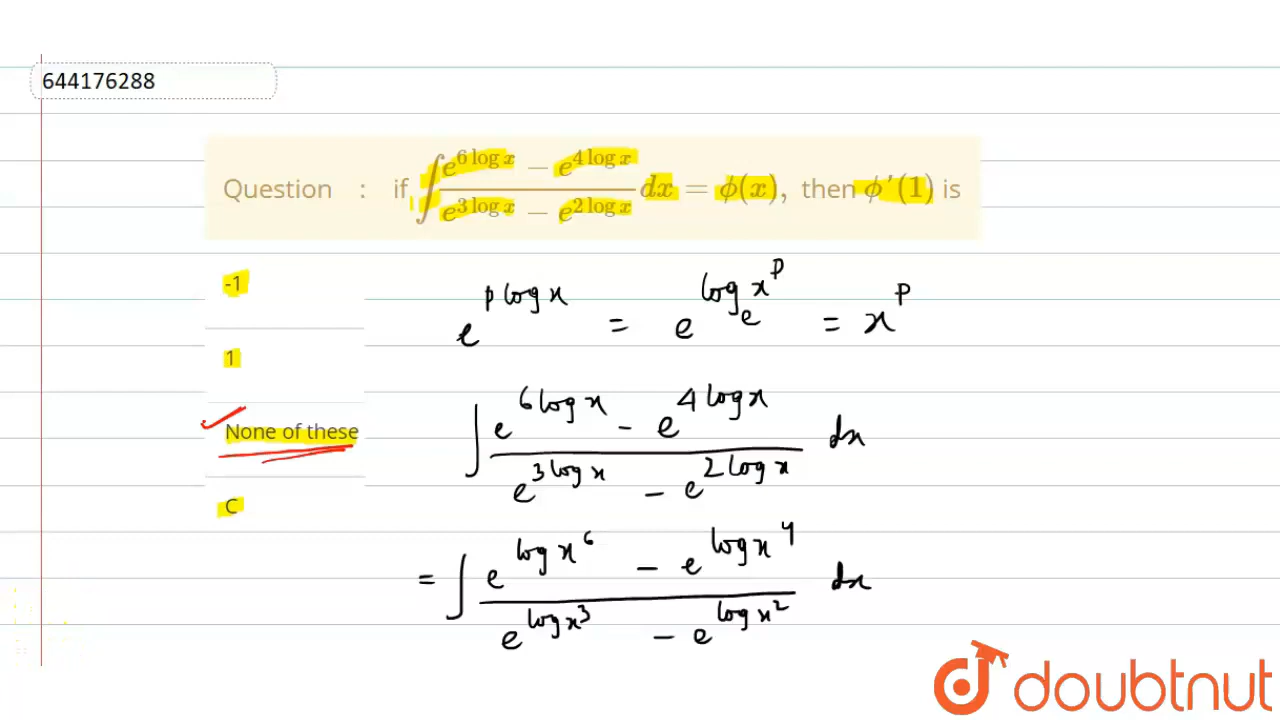 644176288
Question : if ∫ (e^{6 log x} − e^{4 log x}) / (e^{3 log x} − e^{2 log x}) dx = ϕ(x), then ϕ'(1) is
-1
e^{p log x} = e^{log_e x^p} = x^p
1
∫ (e^{6 log x} − e^{4 log x}) / (e^{3 log x} − e^{2 log x}) dx
None of these
C
= ∫ (e^{log x^6} − e^{log x^4}) / (e^{log x^3} − e^{log x^2}) dx
doubtnut